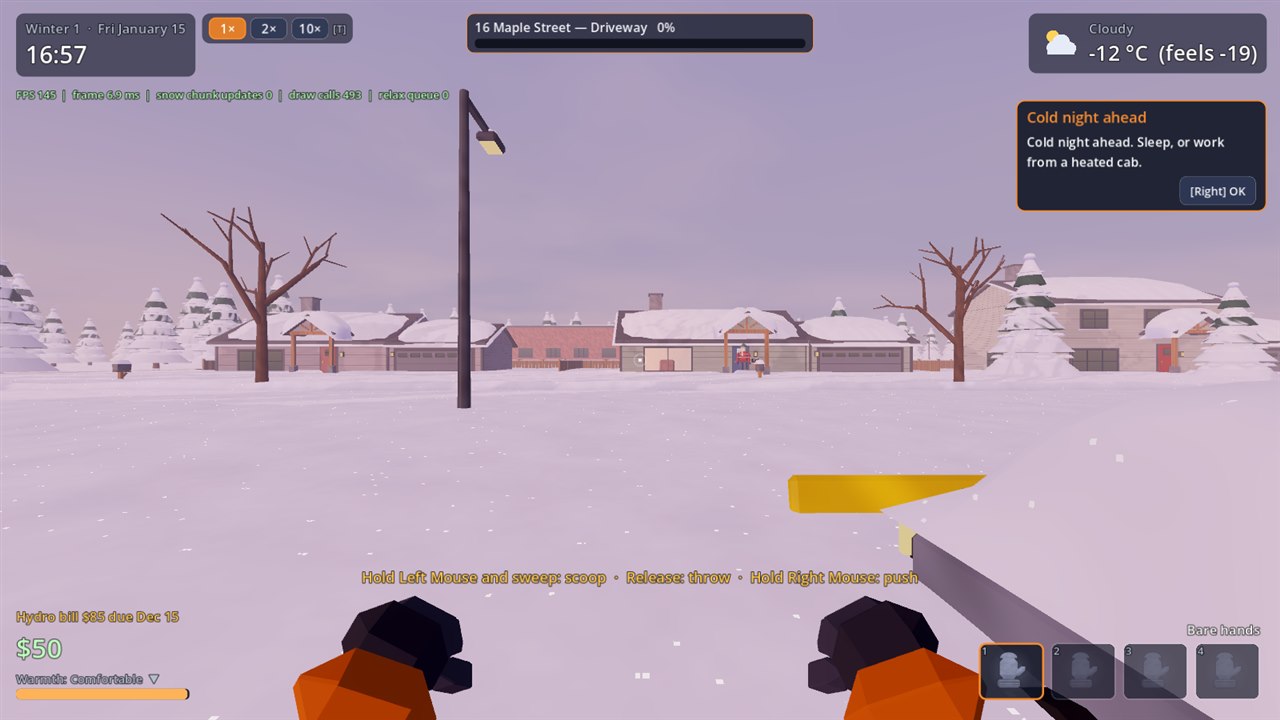 Winter 1 · Fri January 15
16:57
1×
2×
10×
[T]
16 Maple Street — Driveway 0%
Cloudy
-12 °C (feels -19)
FPS 145 | frame 6.9 ms | snow chunk updates 0 | draw calls 493 | relax queue 0
Cold night ahead
Cold night ahead. Sleep, or work
from a heated cab.
[Right] OK
Hold Left Mouse and sweep: scoop · Release: throw · Hold Right Mouse: push
Hydro bill $85 due Dec 15
$50
Warmth: Comfortable ▽
Bare hands
1
2
3
4